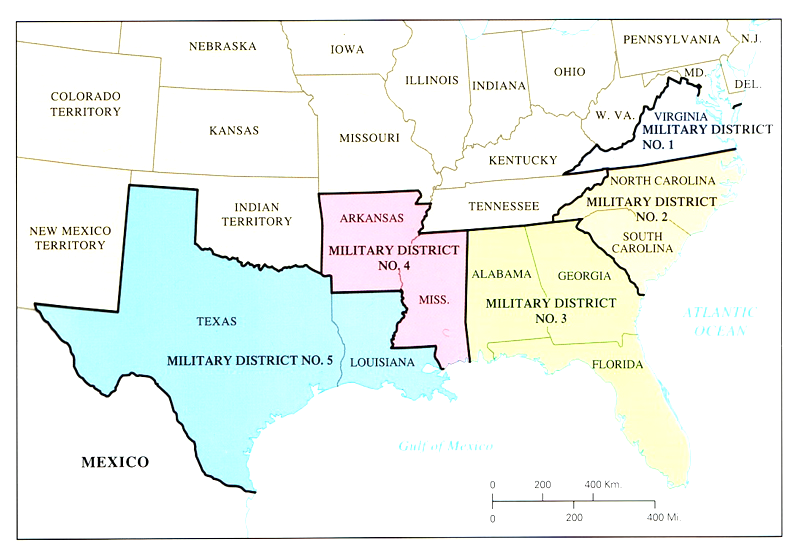 PENNSYLVANIA
N.J.
NEBRASKA
IOWA
ILLINOIS
INDIANA
OHIO
MD.
DEL.
COLORADO
TERRITORY
KANSAS
MISSOURI
W. VA.
VIRGINIA
MILITARY DISTRICT
NO. 1
KENTUCKY
NORTH CAROLINA
MILITARY DISTRICT
NO. 2
TENNESSEE
INDIAN
TERRITORY
ARKANSAS
NEW MEXICO
TERRITORY
SOUTH
CAROLINA
MILITARY DISTRICT
NO. 4
ALABAMA
GEORGIA
MISS.
MILITARY DISTRICT
NO. 3
ATLANTIC
OCEAN
TEXAS
MILITARY DISTRICT NO. 5
LOUISIANA
FLORIDA
Gulf of Mexico
MEXICO
0 200 400 Km.
0 200 400 Mi.